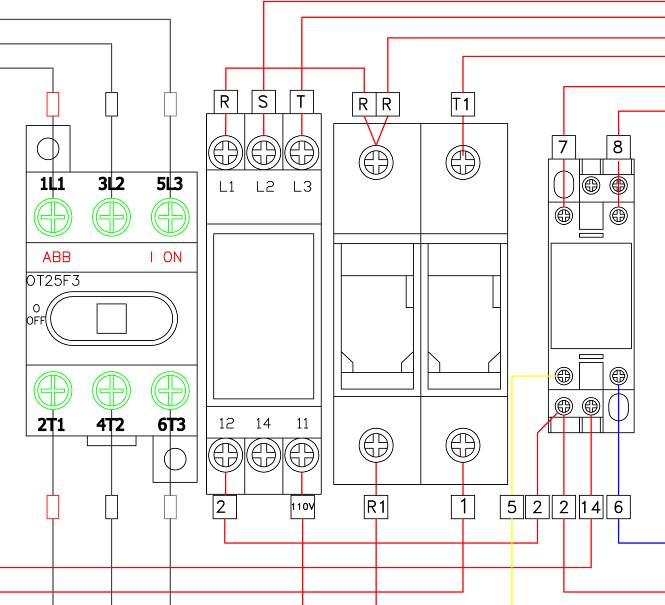 R S T R R T1
7 8
1L1 3L2 5L3 L1 L2 L3
ABB I ON
OT25F3
O
OFF
2T1 4T2 6T3 12 14 11
2 110V R1 1 5 2 2 14 6